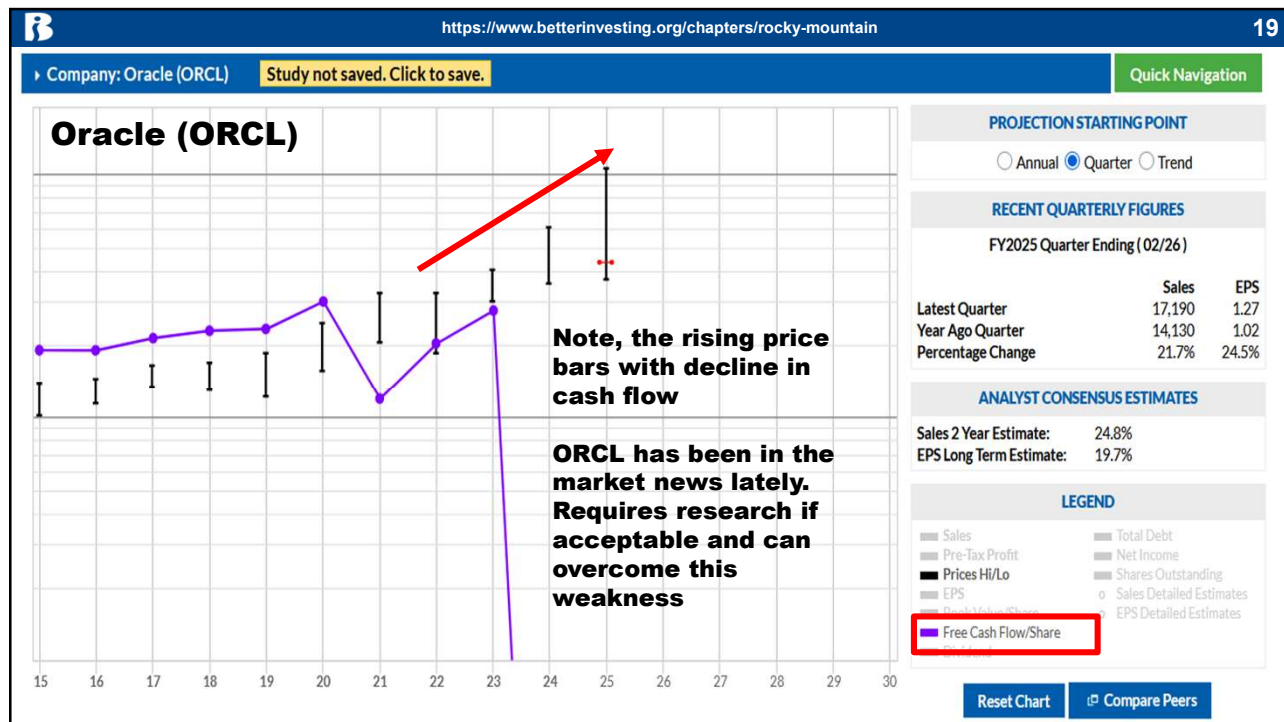 https://www.betterinvesting.org/chapters/rocky-mountain
19
Company: Oracle (ORCL)
Study not saved. Click to save.
Quick Navigation
Oracle (ORCL)
Note, the rising price
bars with decline in
cash flow
ORCL has been in the
market news lately.
Requires research if
acceptable and can
overcome this
weakness
15 16 17 18 19 20 21 22 23 24 25 26 27 28 29 30
PROJECTION STARTING POINT
Annual Quarter Trend
RECENT QUARTERLY FIGURES
FY2025 Quarter Ending ( 02/26 )
Sales EPS
Latest Quarter 17,190 1.27
Year Ago Quarter 14,130 1.02
Percentage Change 21.7% 24.5%
ANALYST CONSENSUS ESTIMATES
Sales 2 Year Estimate: 24.8%
EPS Long Term Estimate: 19.7%
LEGEND
Sales Total Debt
Pre-Tax Profit Net Income
Prices Hi/Lo Shares Outstanding
EPS Sales Detailed Estimates
Book Value/Share EPS Detailed Estimates
Free Cash Flow/Share
Dividend
Reset Chart Compare Peers